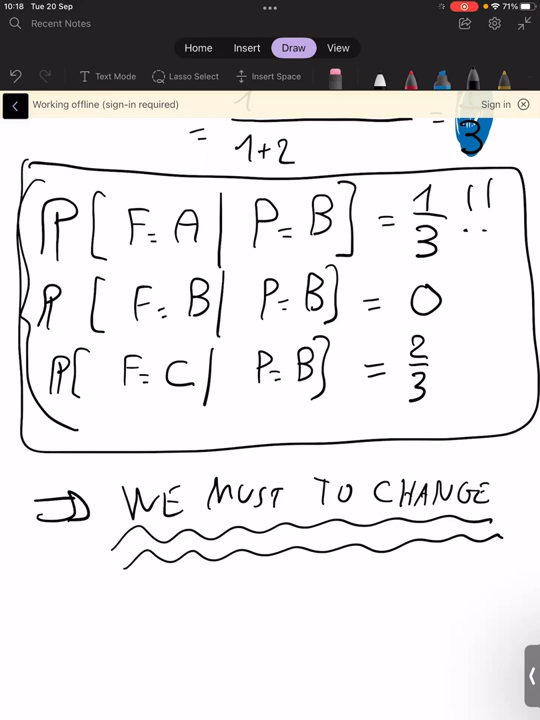 10:18 Tue 20 Sep 71%
Recent Notes
Home Insert Draw View
Text Mode Lasso Select Insert Space
Working offline (sign-in required) Sign in
= 1 / 1+2 = 3
P[ F= A | P= B ] = 1/3 !!
P[ F= B | P= B ] = 0
P[ F= C | P= B ] = 2/3
⇒ WE MUST TO CHANGE